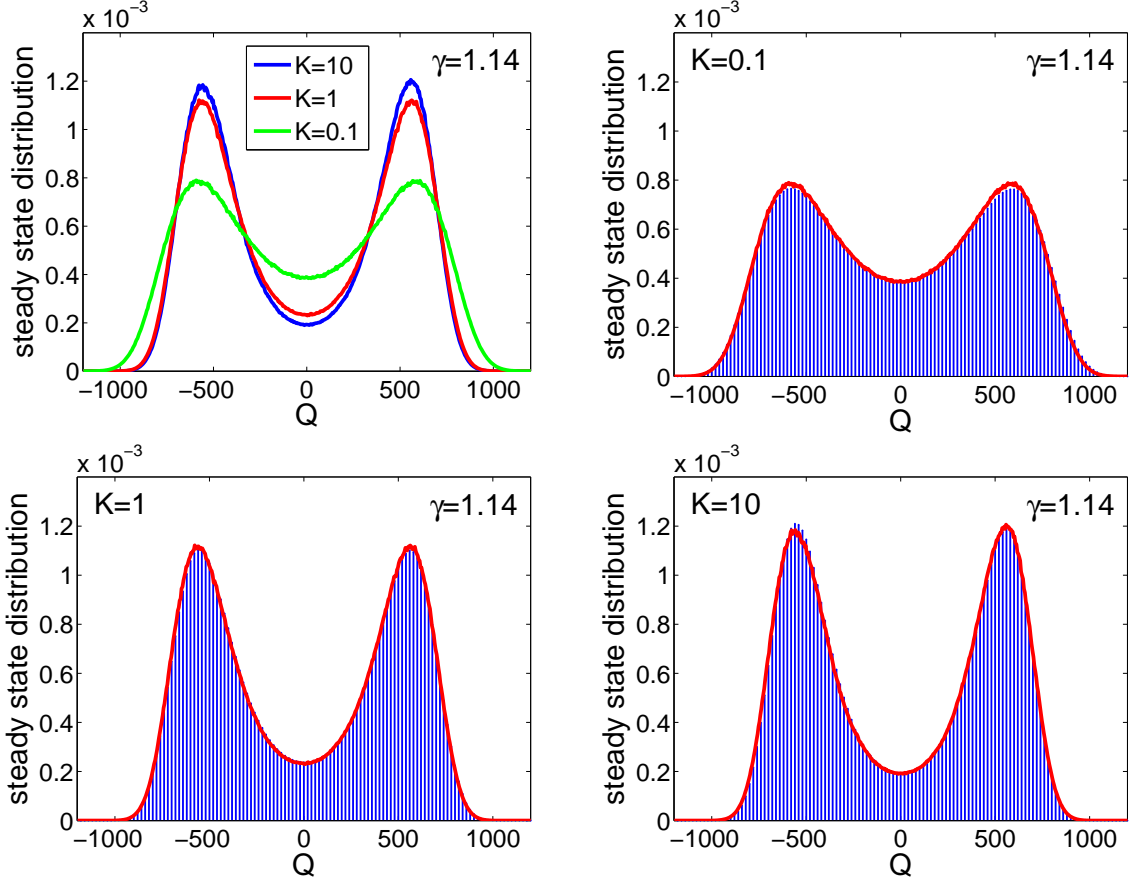 x 10⁻³
steady state distribution
1.2
1
0.8
0.6
0.4
0.2
0
K=10
K=1
K=0.1
γ=1.14
−1000 −500 0 500 1000
Q
x 10⁻³
steady state distribution
1.2
1
0.8
0.6
0.4
0.2
0
K=0.1 γ=1.14
−1000 −500 0 500 1000
Q
x 10⁻³
steady state distribution
1.2
1
0.8
0.6
0.4
0.2
0
K=1 γ=1.14
−1000 −500 0 500 1000
Q
x 10⁻³
steady state distribution
1.2
1
0.8
0.6
0.4
0.2
0
K=10 γ=1.14
−1000 −500 0 500 1000
Q